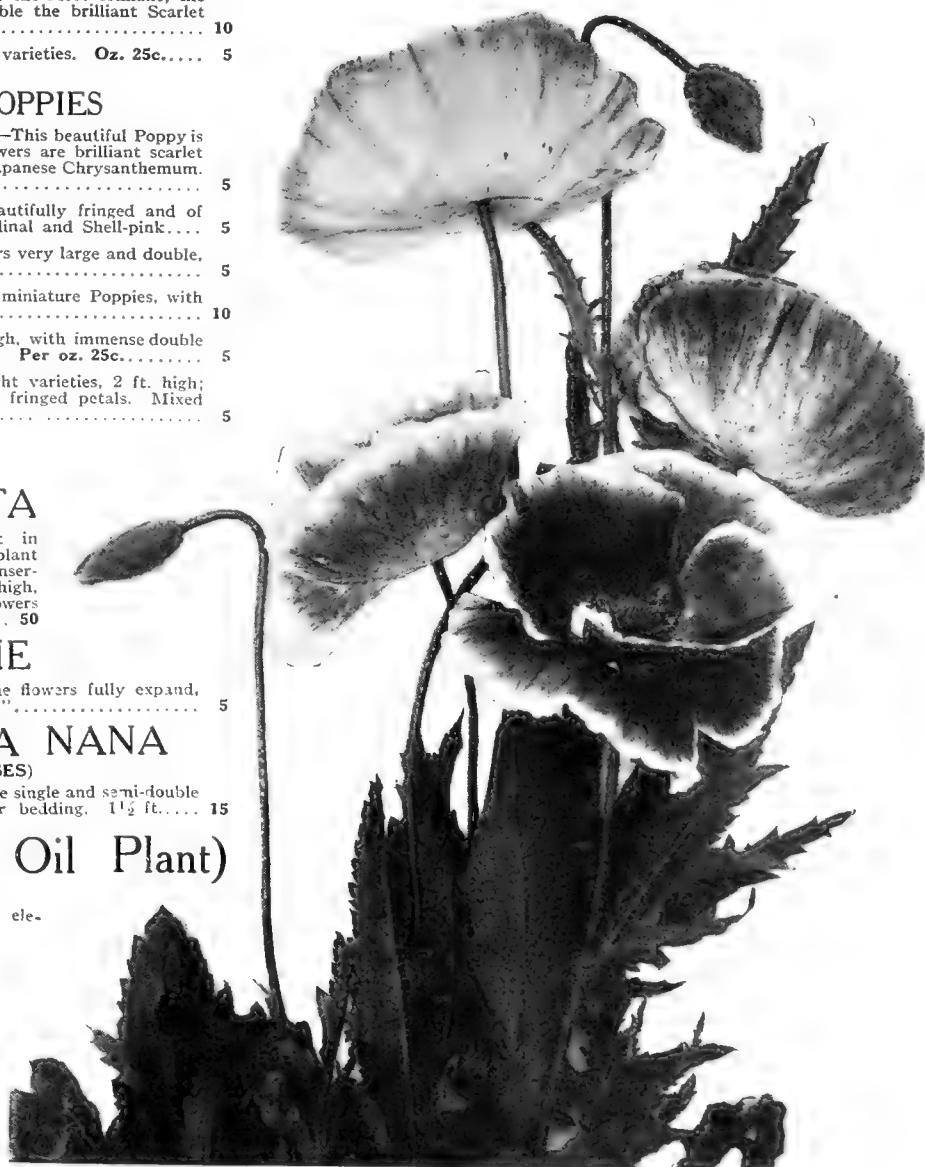 ble the brilliant Scarlet
.................... 10
varieties. Oz. 25c..... 5
OPPIES
—This beautiful Poppy is
wers are brilliant scarlet
panese Chrysanthemum.
.................... 5
autifully fringed and of
linal and Shell-pink.... 5
rs very large and double,
.................... 5
miniature Poppies, with
.................... 10
gh, with immense double
Per oz. 25c......... 5
ht varieties, 2 ft. high;
fringed petals. Mixed
.................... 5
TA
in
plant
nser-
high,
owers
. 50
IE
e flowers fully expand,
".................... 5
A NANA
SES)
e single and semi-double
r bedding. 1½ ft..... 15
Oil Plant)
ele-